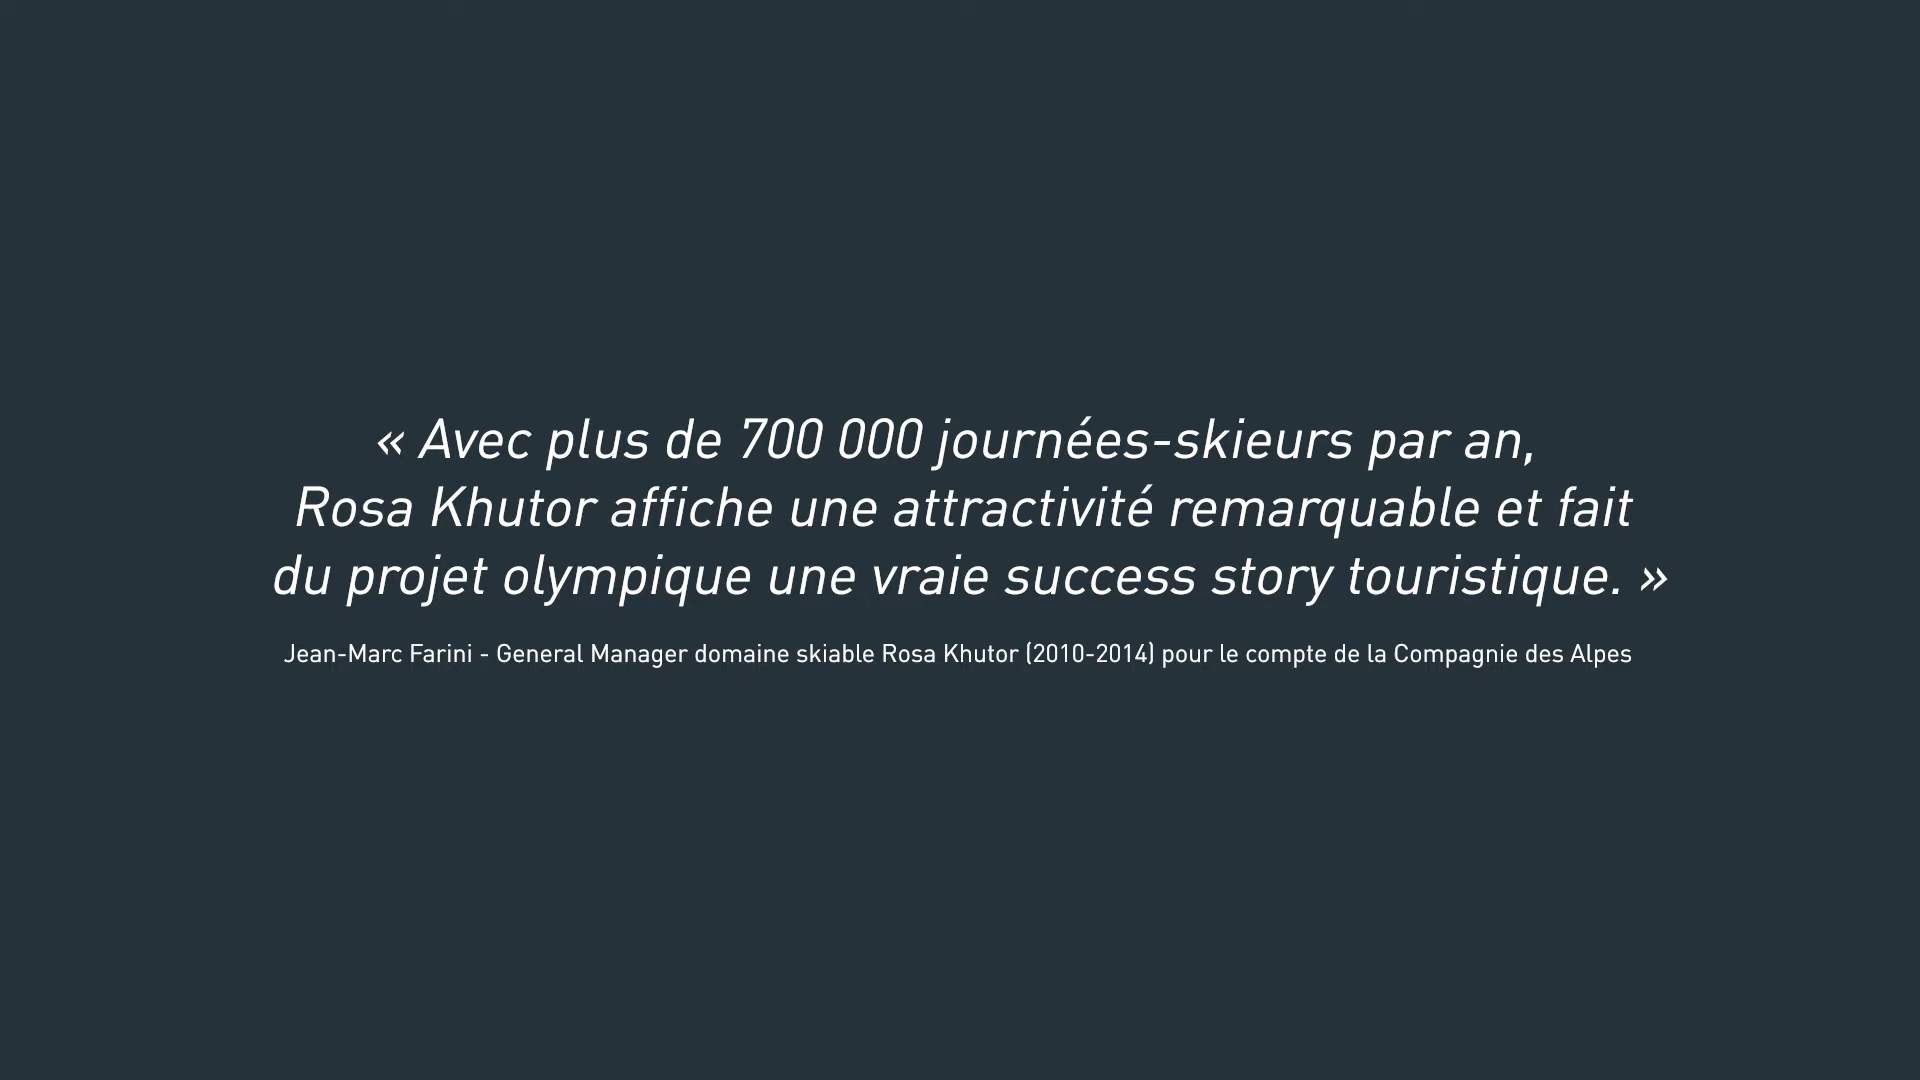 « Avec plus de 700 000 journées-skieurs par an,
Rosa Khutor affiche une attractivité remarquable et fait
du projet olympique une vraie success story touristique. »
Jean-Marc Farini - General Manager domaine skiable Rosa Khutor (2010-2014) pour le compte de la Compagnie des Alpes